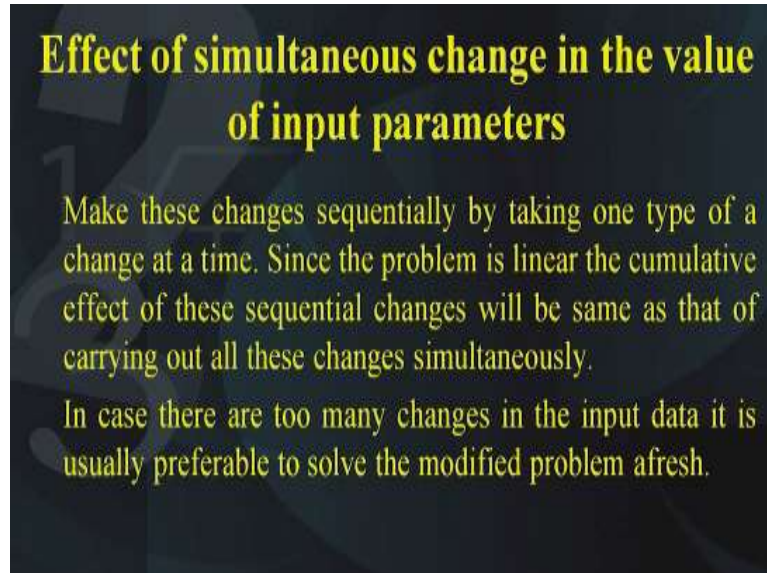 Effect of simultaneous change in the value
of input parameters
Make these changes sequentially by taking one type of a
change at a time. Since the problem is linear the cumulative
effect of these sequential changes will be same as that of
carrying out all these changes simultaneously.
In case there are too many changes in the input data it is
usually preferable to solve the modified problem afresh.